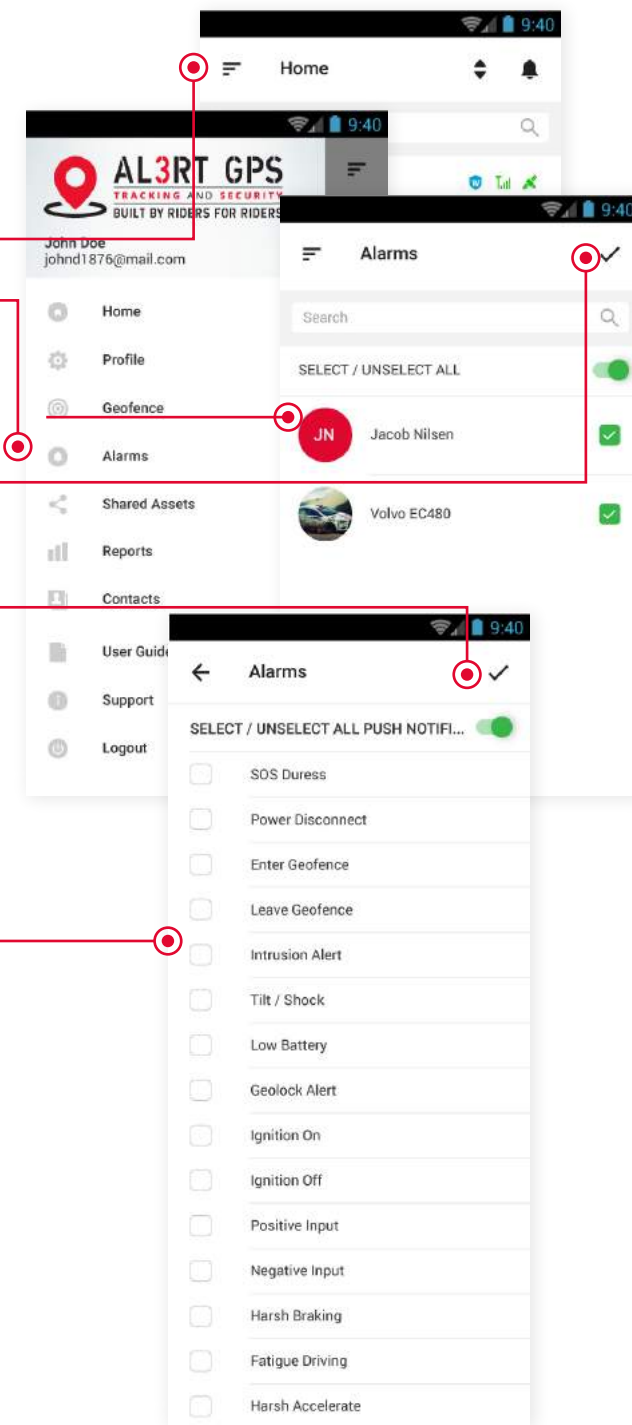 9:40
Home
9:40
AL3RT GPS
TRACKING AND SECURITY
BUILT BY RIDERS FOR RIDERS
John Doe
johnd1876@mail.com
Home
Profile
Geofence
Alarms
Shared Assets
Reports
Contacts
User Guide
Support
Logout
9:40
Alarms
Search
SELECT / UNSELECT ALL
JN
Jacob Nilsen
Volvo EC480
9:40
Alarms
SELECT / UNSELECT ALL PUSH NOTIFI...
SOS Duress
Power Disconnect
Enter Geofence
Leave Geofence
Intrusion Alert
Tilt / Shock
Low Battery
Geolock Alert
Ignition On
Ignition Off
Positive Input
Negative Input
Harsh Braking
Fatigue Driving
Harsh Accelerate